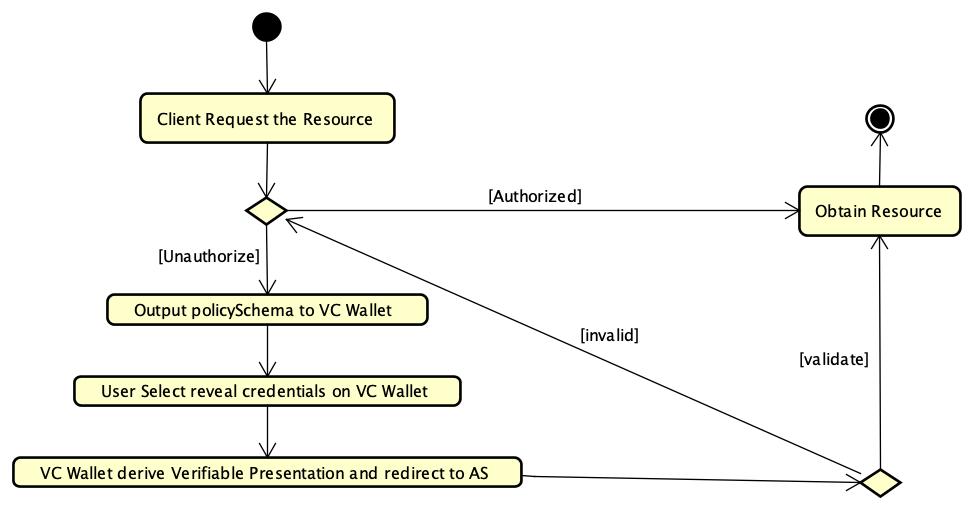 Client Request the Resource
[Authorized]
Obtain Resource
[Unauthorize]
Output policySchema to VC Wallet
[invalid]
[validate]
User Select reveal credentials on VC Wallet
VC Wallet derive Verifiable Presentation and redirect to AS